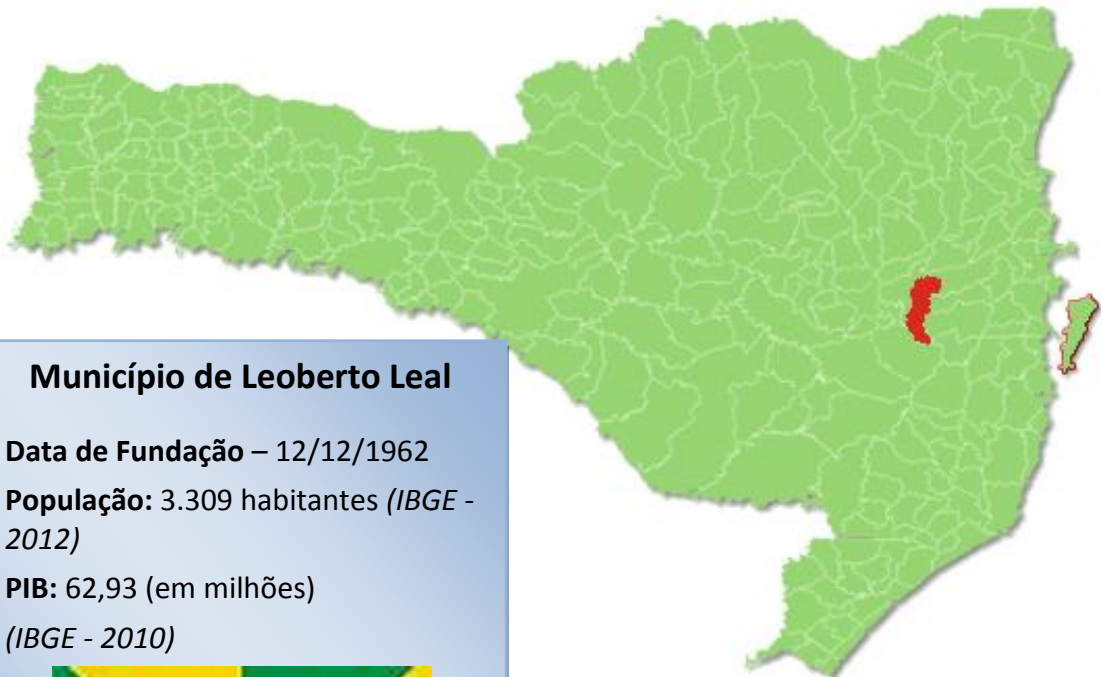 Município de Leoberto Leal
Data de Fundação – 12/12/1962
População: 3.309 habitantes (IBGE -
2012)
PIB: 62,93 (em milhões)
(IBGE - 2010)